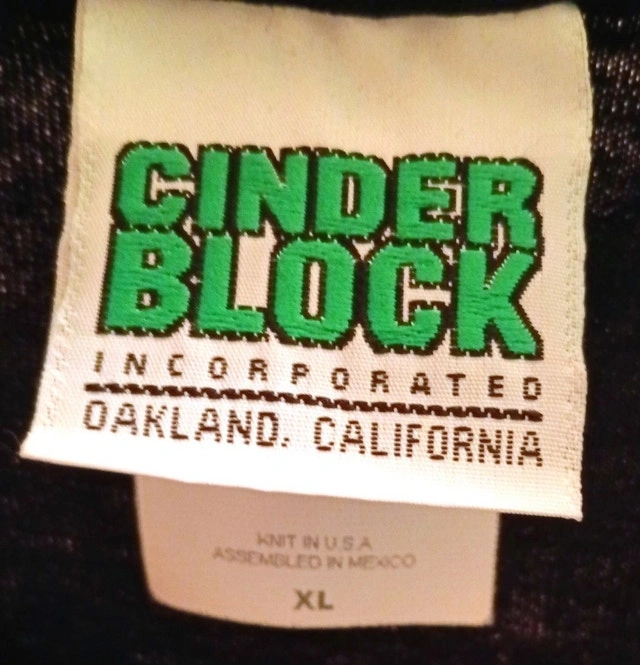 CINDER
BLOCK
INCORPORATED
OAKLAND, CALIFORNIA
KNIT IN U.S.A
ASSEMBLED IN MEXICO
XL